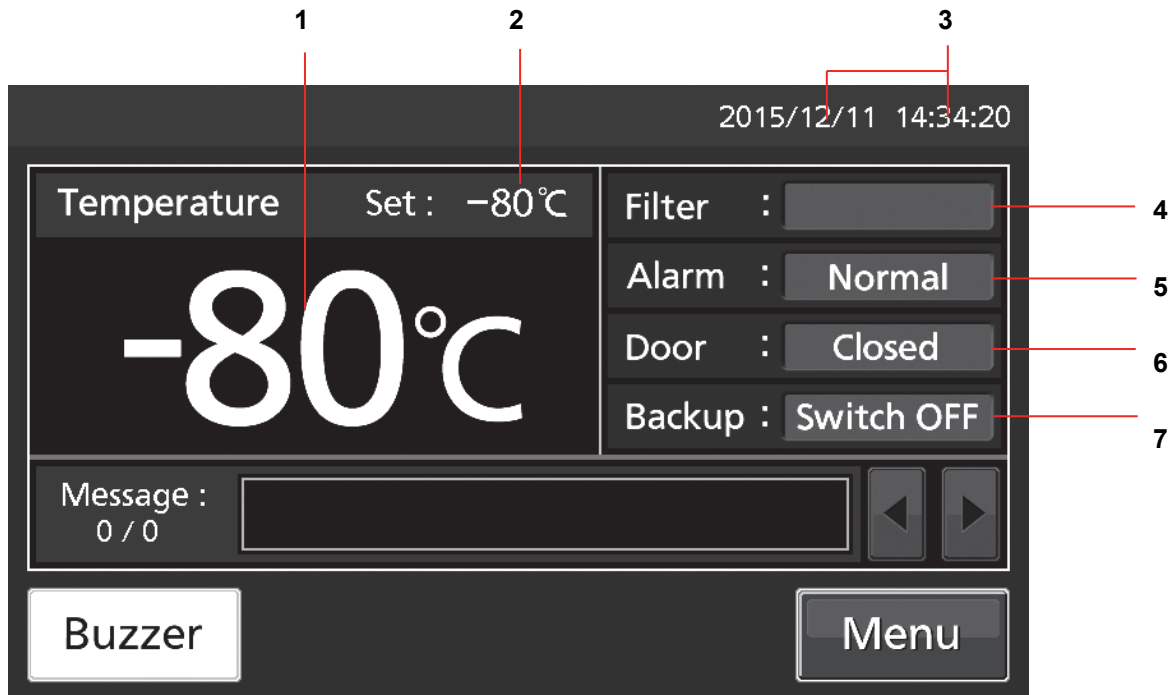 1 2 3
2015/12/11 14:34:20
Temperature Set : -80℃
-80℃
Filter : 4
Alarm : Normal 5
Door : Closed 6
Backup : Switch OFF 7
Message :
0 / 0
Buzzer Menu